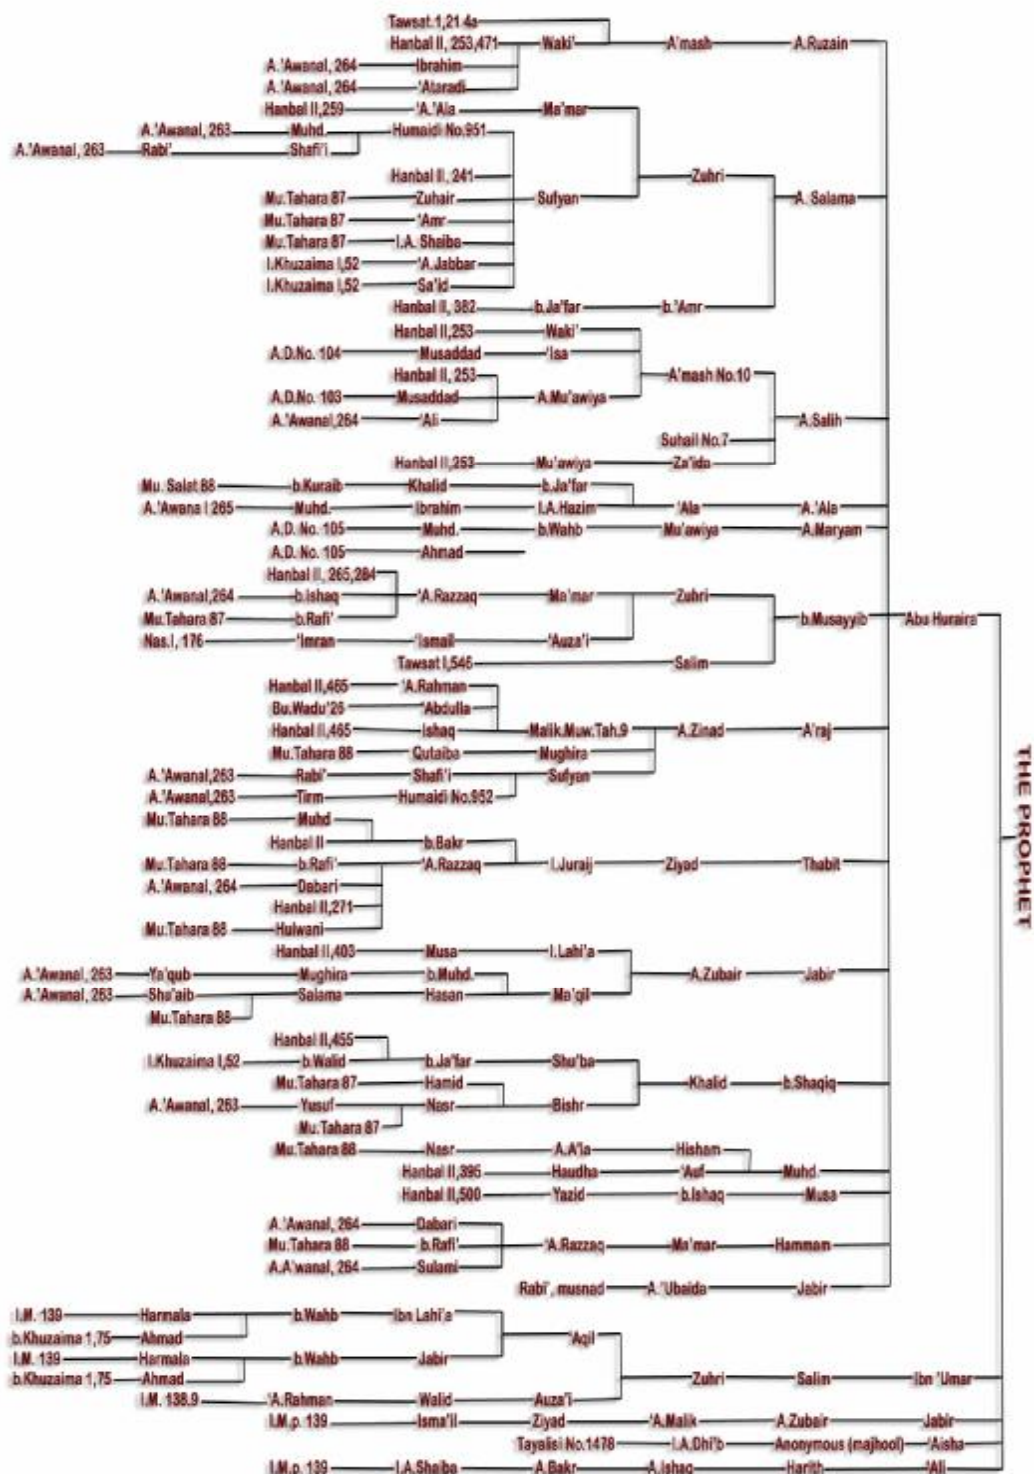 Tawsat.1,21 4a
Hanbal II, 253,471 Waki' A'mash A.Ruzain
A.'Awanal, 264 Ibrahim
A.'Awanal, 264 'Ataradi
Hanbal II,259 'A.'Ala Ma'mar
A.'Awanal, 263 Muhd. Humaidi No.951
A.'Awanal, 263 Rabi' Shafi'i
Hanbal II, 241 Zuhri
Mu.Tahara 87 Zuhair Sufyan A. Salama
Mu.Tahara 87 'Amr
Mu.Tahara 87 I.A. Shaiba
I.Khuzaima I,52 'A.Jabbar
I.Khuzaima I,52 Sa'id
Hanbal II, 382 b.Ja'far b.'Amr
Hanbal II,253 Waki'
A.D.No. 104 Musaddad 'Isa
Hanbal II, 253 A'mash No.10
A.D.No. 103 Musaddad A.Mu'awiya
A.'Awanal,264 'Ali A.Salih
Suhail No.7
Hanbal II,253 Mu'awiya Za'ida
Mu. Salat 88 b.Kuraib Khalid b.Ja'far
A.'Awana I 265 Muhd. Ibrahim I.A.Hazim 'Ala A.'Ala
A.D. No. 105 Muhd. b.Wahb Mu'awiya A.Maryam
A.D. No. 105 Ahmad
Hanbal II, 265,284
A.'Awanal,264 b.Ishaq 'A.Razzaq Ma'mar Zuhri
Mu.Tahara 87 b.Rafi' b.Musayyib Abu Huraira
Nas.I, 176 'Imran 'Ismail 'Auza'i
Tawsat I,546 Salim
Hanbal II,465 'A.Rahman
Bu.Wadu'26 'Abdulla
Hanbal II,465 Ishaq Malik.Muw.Tah.9 A.Zinad A'raj
Mu.Tahara 88 Qutaiba Mughira
A.'Awanal,263 Rabi' Shafi'i Sufyan
A.'Awanal,263 Tirm Humaidi No.952
Mu.Tahara 88 Muhd
Hanbal II b.Bakr
Mu.Tahara 88 b.Rafi' 'A.Razzaq I.Juraij Ziyad Thabit
A.'Awanal, 264 Dabari
Hanbal II,271
Mu.Tahara 88 Hulwani
Hanbal II,403 Musa I.Lahi'a
A.'Awanal, 263 Ya'qub Mughira b.Muhd. A.Zubair Jabir
A.'Awanal, 263 Shu'aib Salama Hasan Ma'qil
Mu.Tahara 88
Hanbal II,455
I.Khuzaima I,52 b.Walid b.Ja'far Shu'ba
Mu.Tahara 87 Hamid Khalid b.Shaqiq
A.'Awanal, 263 Yusuf Nasr Bishr
Mu.Tahara 87
Mu.Tahara 88 Nasr A.A'la Hisham
Hanbal II,395 Haudha 'Auf Muhd.
Hanbal II,500 Yazid b.Ishaq Musa
A.'Awanal, 264 Dabari
Mu.Tahara 88 b.Rafi' 'A.Razzaq Ma'mar Hammam
A.A'wanal, 264 Sulami
Rabi', musnad A.'Ubaida Jabir
I.M. 139 Harmala b.Wahb Ibn Lahi'a
b.Khuzaima 1,75 Ahmad 'Aqil
I.M. 139 Harmala b.Wahb Jabir
b.Khuzaima 1,75 Ahmad Zuhri Salim Ibn 'Umar
I.M. 138.9 'A.Rahman Walid Auza'i
I.M.p. 139 Isma'il Ziyad 'A.Malik A.Zubair Jabir
Tayalisi No.1478 I.A.Dhi'b Anonymous (majhool) 'Aisha
I.M.p. 139 I.A.Shaiba A.Bakr A.Ishaq Harith 'Ali
THE PROPHET